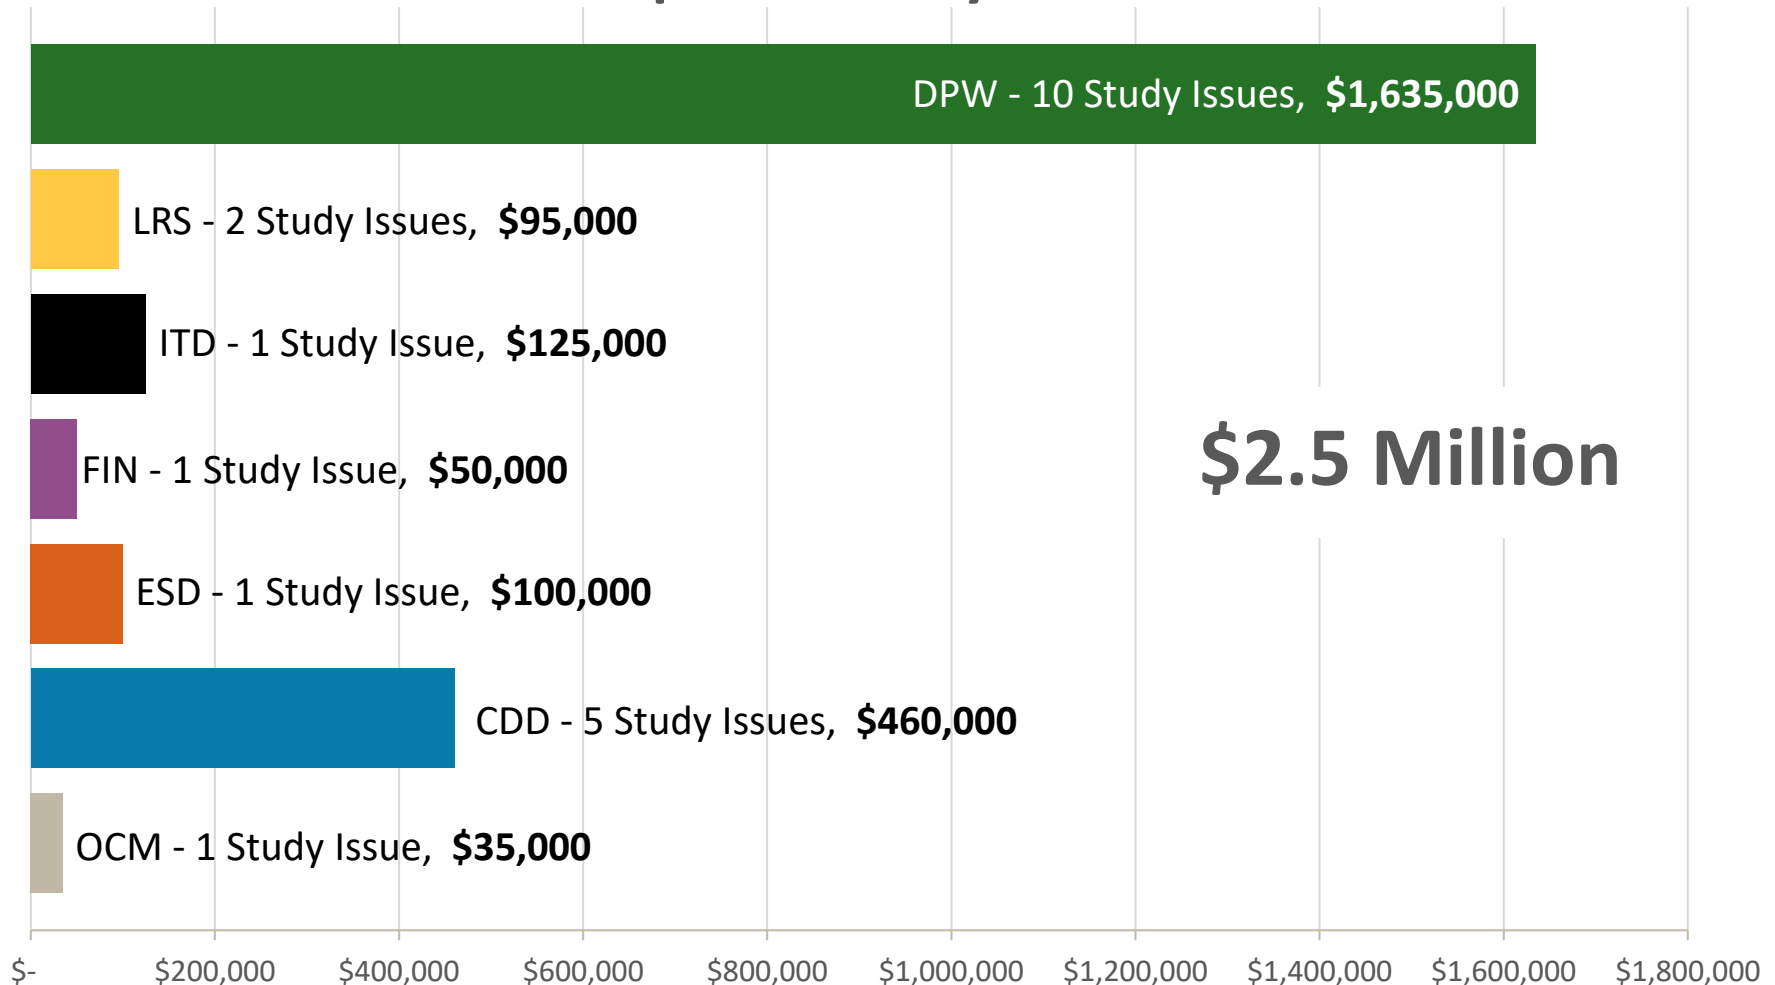 DPW - 10 Study Issues, $1,635,000
LRS - 2 Study Issues, $95,000
ITD - 1 Study Issue, $125,000
FIN - 1 Study Issue, $50,000
$2.5 Million
ESD - 1 Study Issue, $100,000
CDD - 5 Study Issues, $460,000
OCM - 1 Study Issue, $35,000
$- $200,000 $400,000 $600,000 $800,000 $1,000,000 $1,200,000 $1,400,000 $1,600,000 $1,800,000